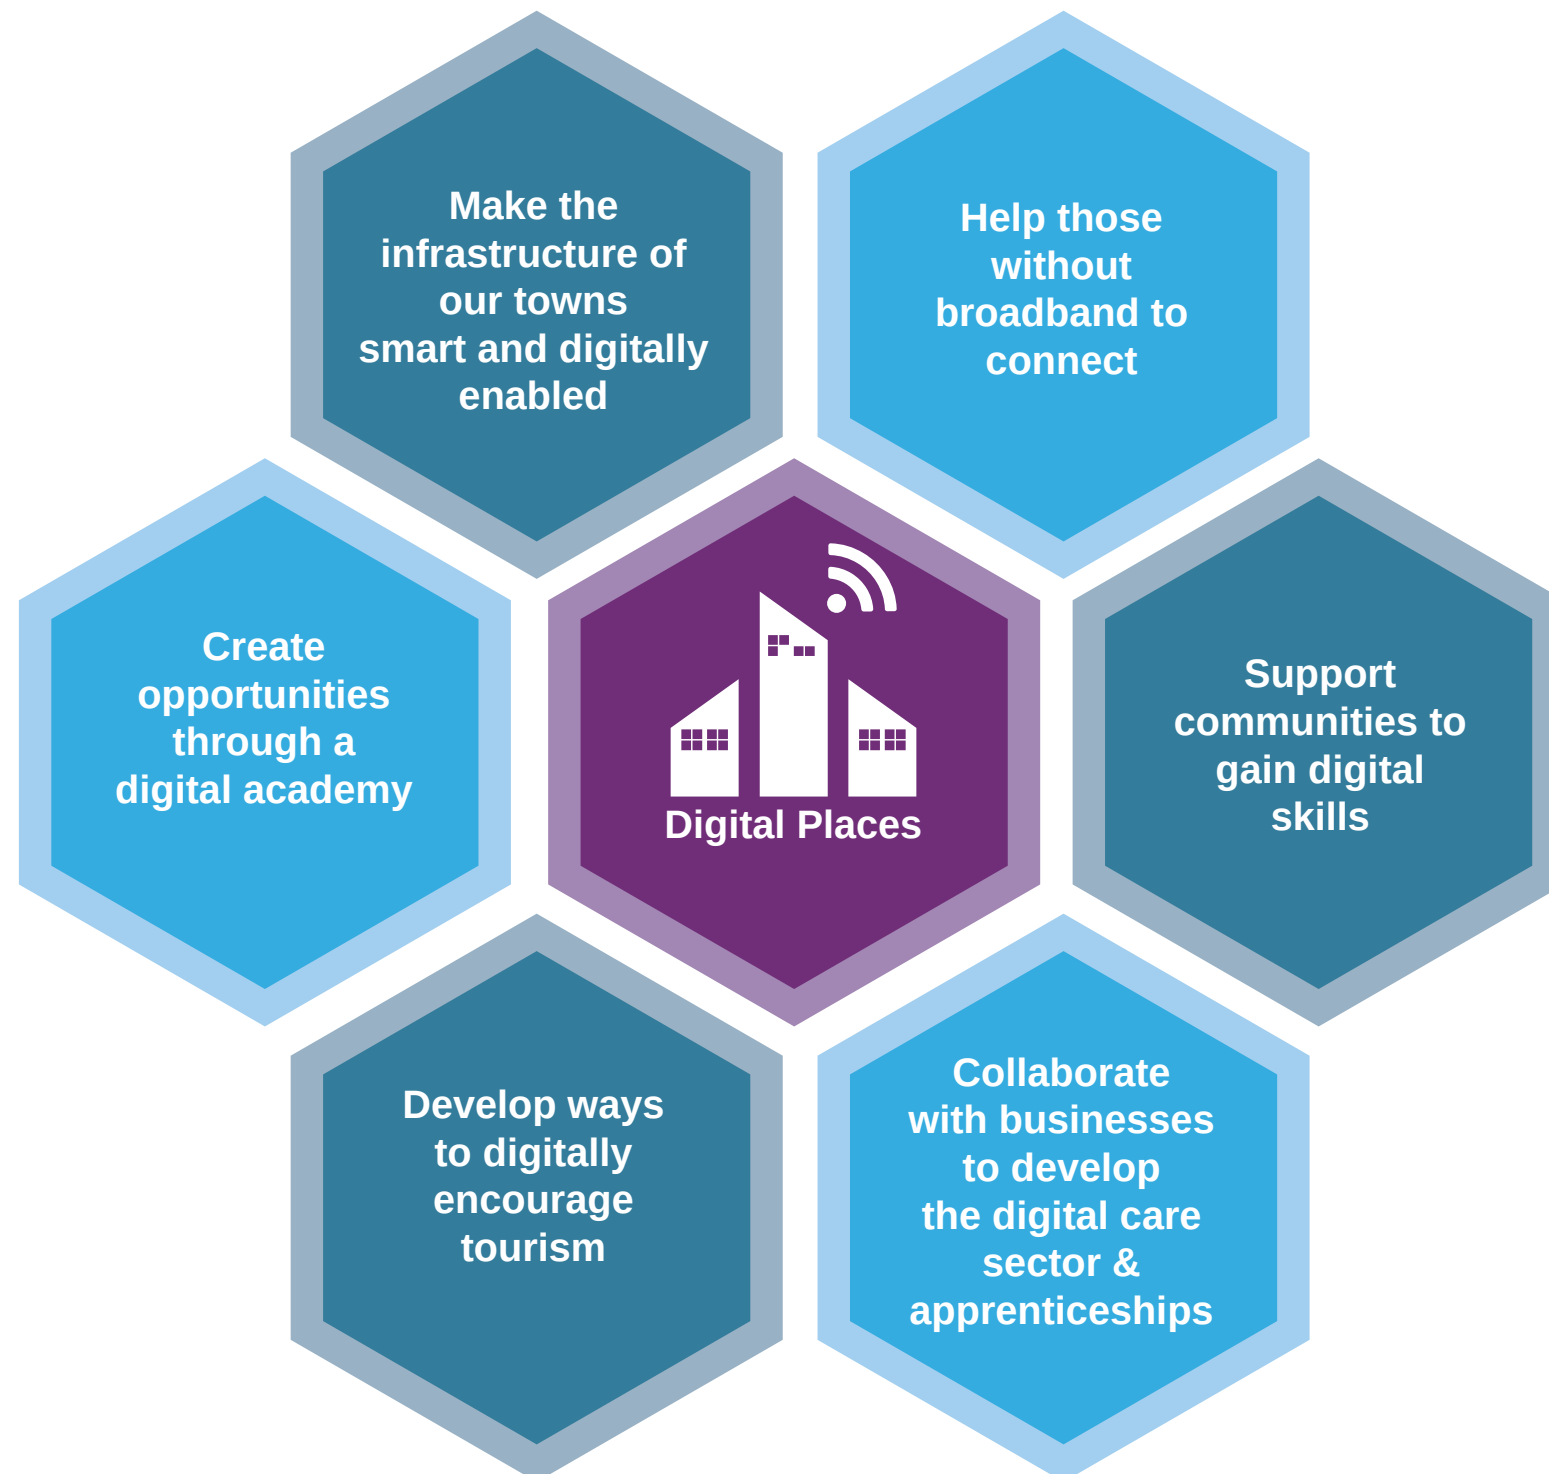 Make the
infrastructure of
our towns
smart and digitally
enabled
Help those
without
broadband to
connect
Create
opportunities
through a
digital academy
Digital Places
Support
communities to
gain digital
skills
Develop ways
to digitally
encourage
tourism
Collaborate
with businesses
to develop
the digital care
sector &
apprenticeships